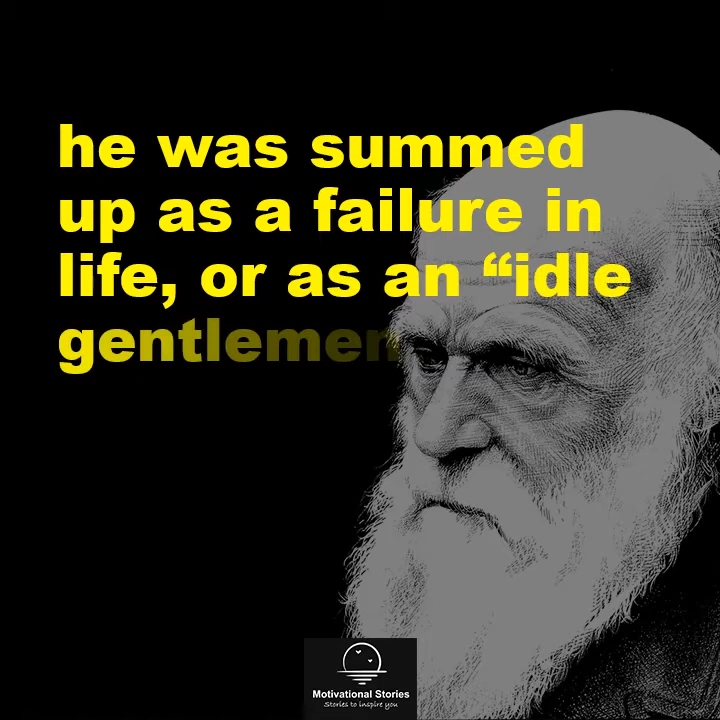 he was summed
up as a failure in
life, or as an “idle
gentlemen
Motivational Stories
Stories to inspire you